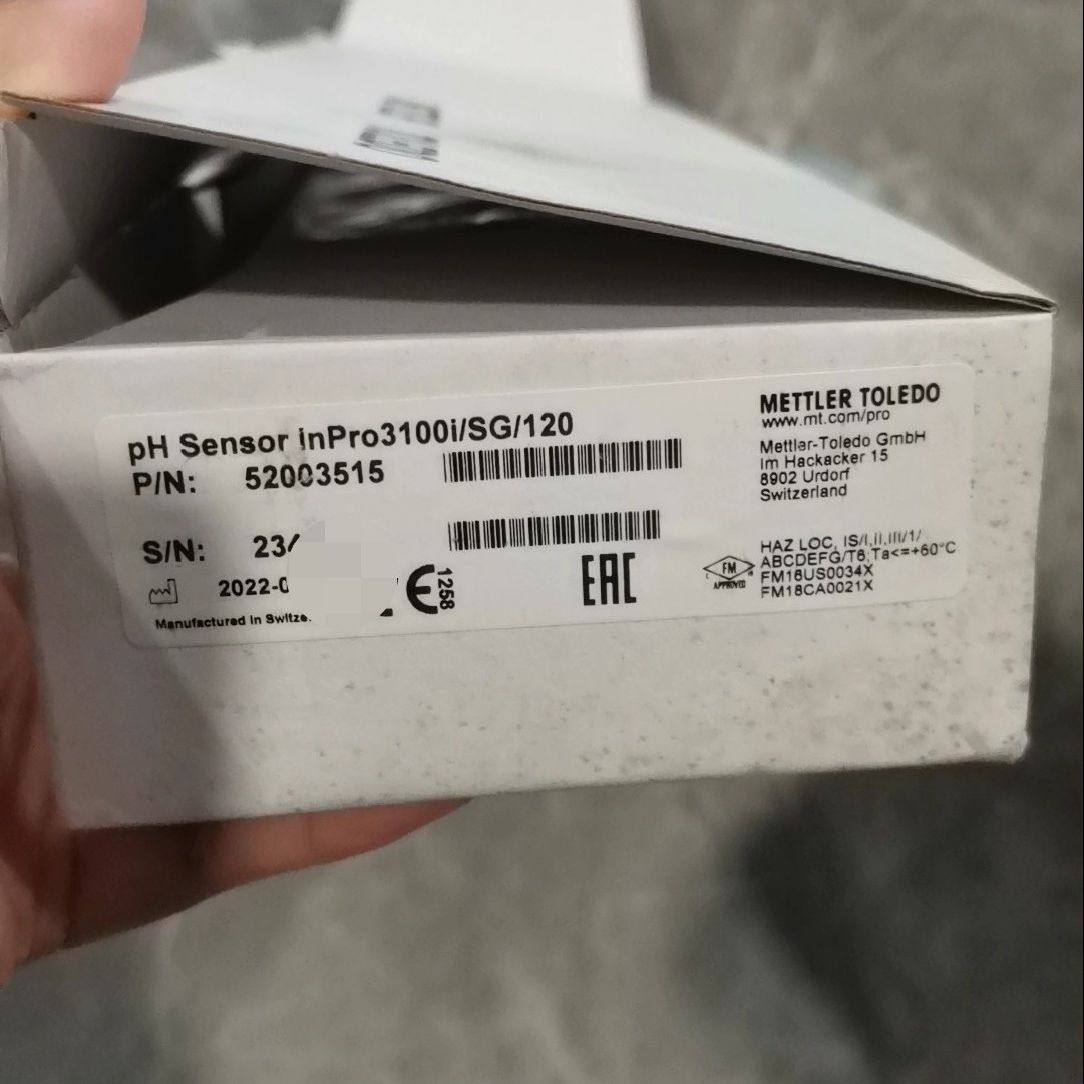 pH Sensor InPro3100i/SG/120
P/N: 52003515
S/N: 23
2022-0
Manufactured in Switze
CE 1258
EAC
FM
APPROVED
METTLER TOLEDO
www.mt.com/pro
Mettler-Toledo GmbH
Im Hackacker 15
8902 Urdorf
Switzerland
HAZ LOC, IS/I,II,III/1/
ABCDEFG/T6;Ta<=+60°C
FM16US0034X
FM18CA0021X